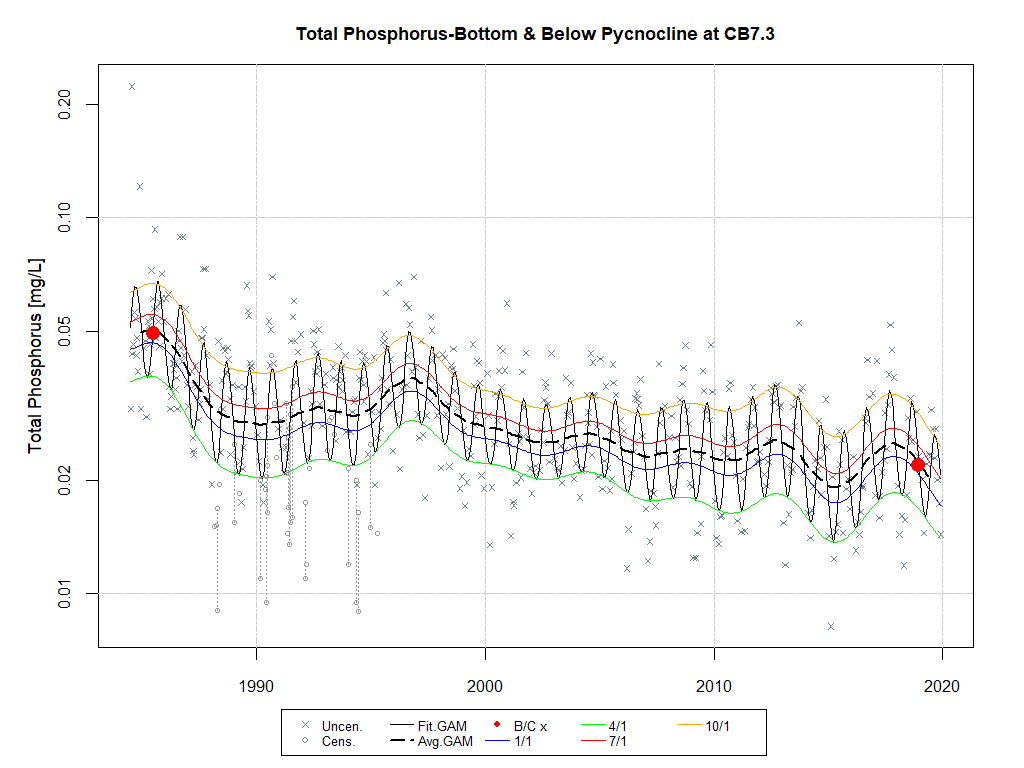 Total Phosphorus-Bottom & Below Pycnocline at CB7.3
Total Phosphorus [mg/L]
0.20
0.10
0.05
0.02
0.01
1990 2000 2010 2020
Uncen. Fit.GAM B/C x 4/1 10/1
Cens. Avg.GAM 1/1 7/1